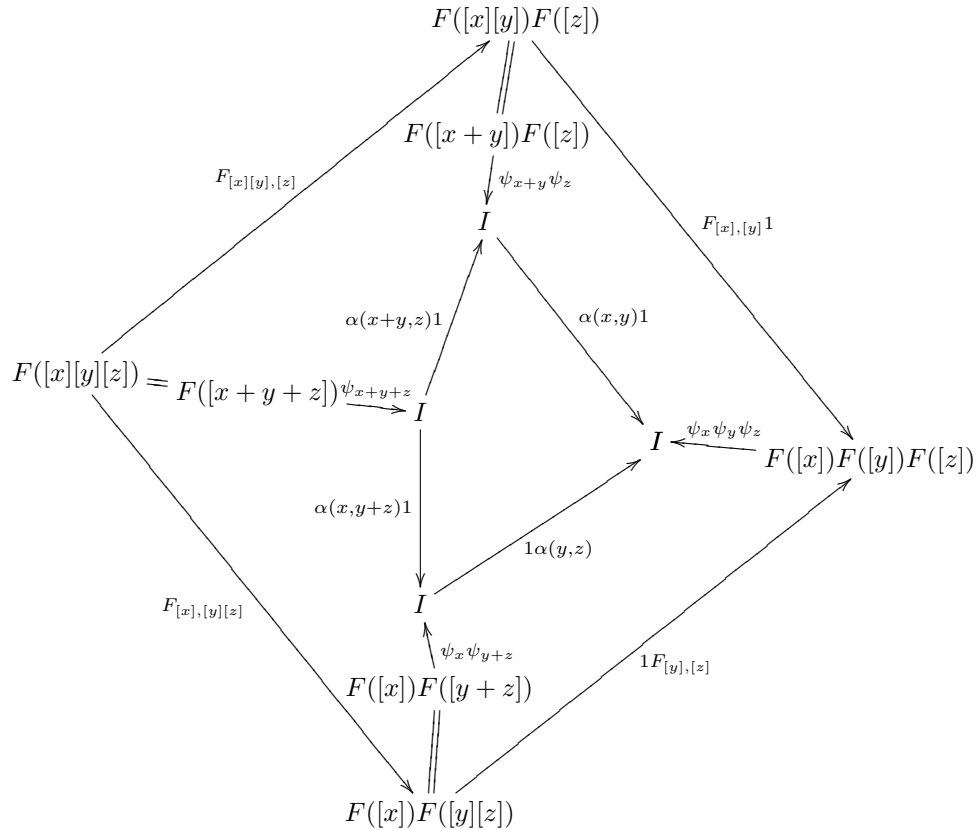 F([x][y])F([z])
F([x + y])F([z])
F_{[x][y],[z]}
ψ_{x+y}ψ_z
I
F_{[x],[y]}1
α(x+y,z)1
α(x,y)1
F([x][y][z])
F([x + y + z])
ψ_{x+y+z}
I
I
ψ_xψ_yψ_z
F([x])F([y])F([z])
α(x,y+z)1
1α(y,z)
I
F_{[x],[y][z]}
ψ_xψ_{y+z}
1F_{[y],[z]}
F([x])F([y + z])
F([x])F([y][z])